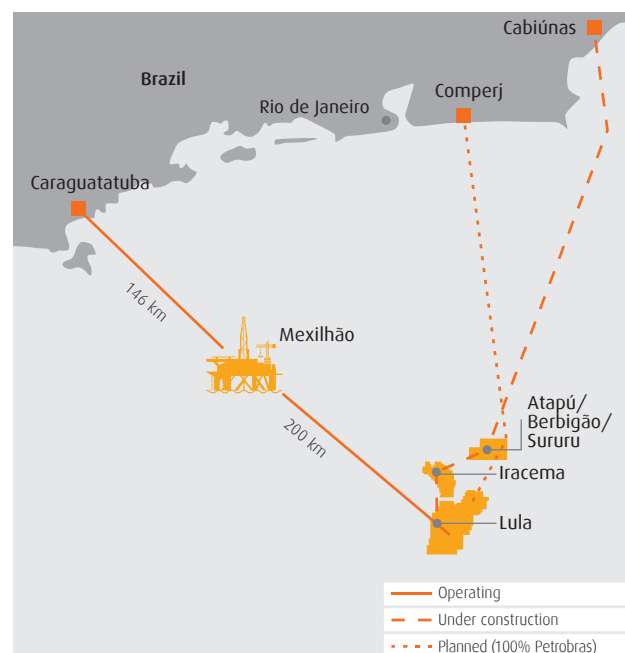 Cabiúnas
Brazil
Comperj
Rio de Janeiro
Caraguatatuba
146 km
Mexilhão
200 km
Atapú/
Berbigão/
Sururu
Iracema
Lula
Operating
Under construction
Planned (100% Petrobras)